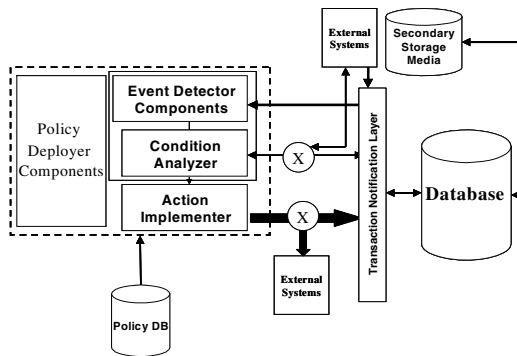 External
Systems
Secondary
Storage
Media
Event Detector
Components
Policy
Deployer
Components
Condition
Analyzer
X
Action
Implementer
X
Transaction Notification Layer
Database
External
Systems
Policy DB